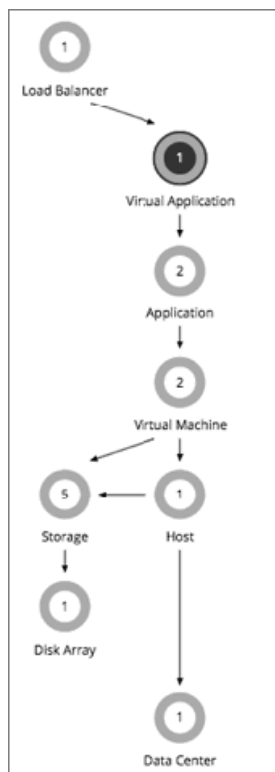 1
Load Balancer
1
Virtual Application
2
Application
2
Virtual Machine
5
1
Storage
Host
1
Disk Array
1
Data Center